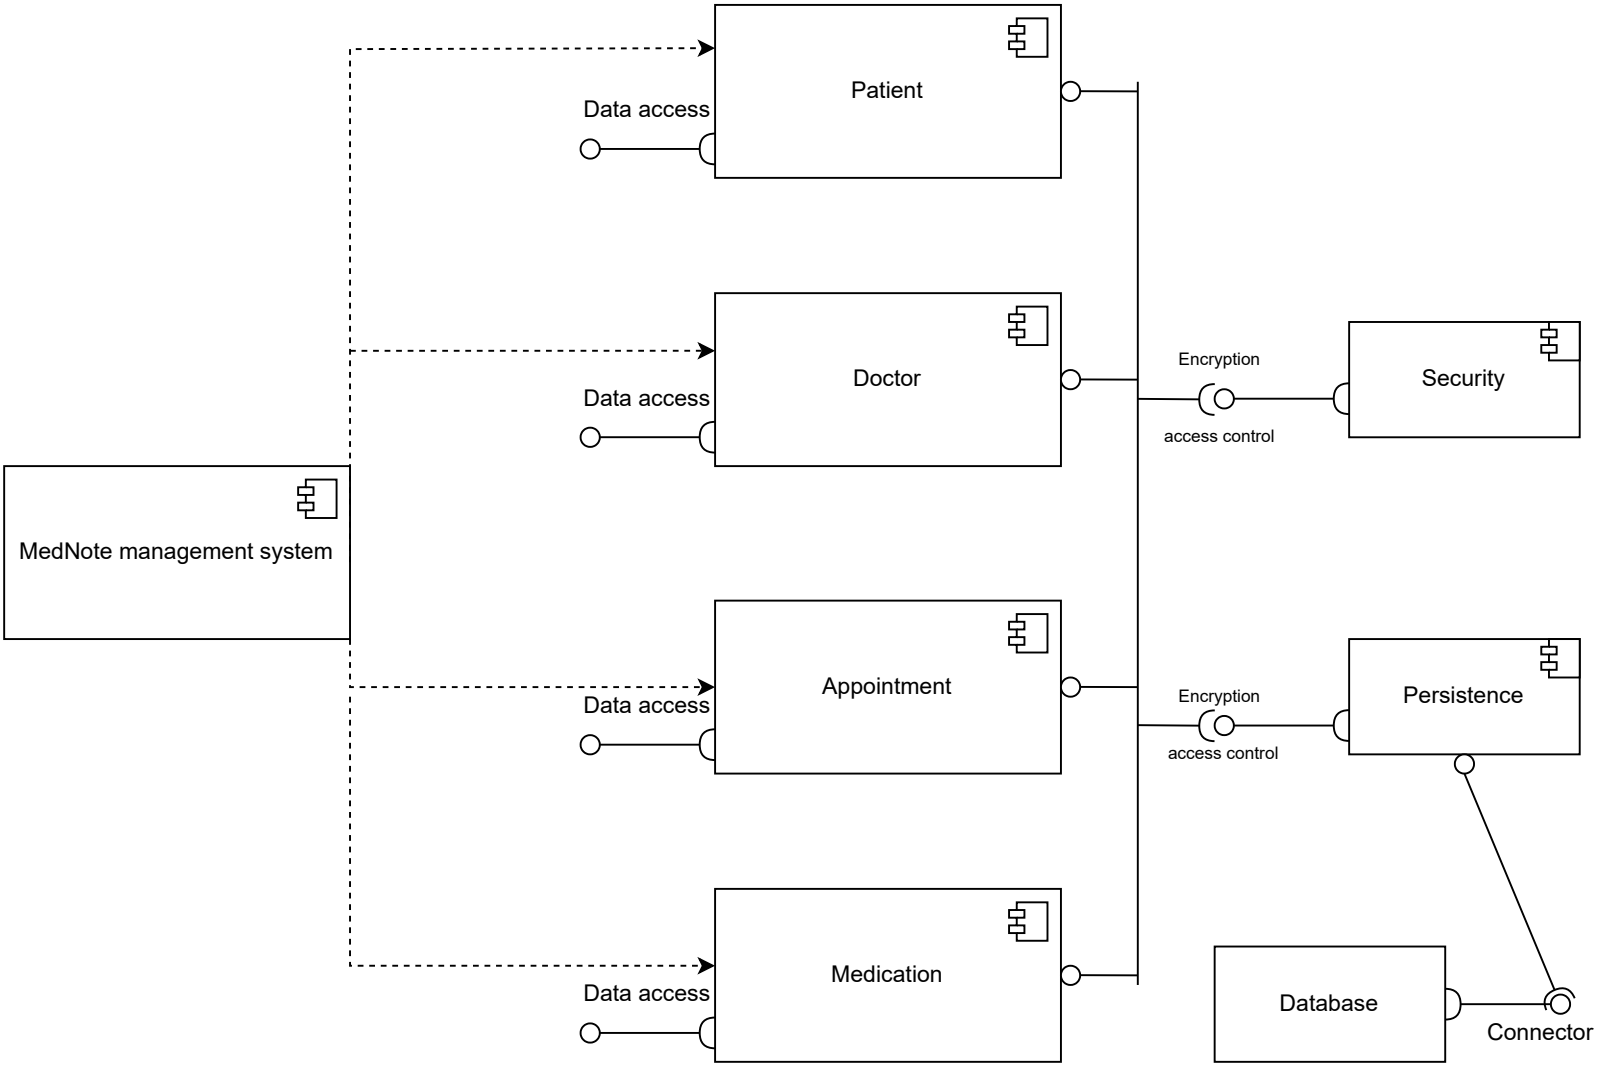 Patient
Data access
Doctor
Data access
Encryption
access control
Security
MedNote management system
Appointment
Data access
Encryption
access control
Persistence
Medication
Data access
Database
Connector